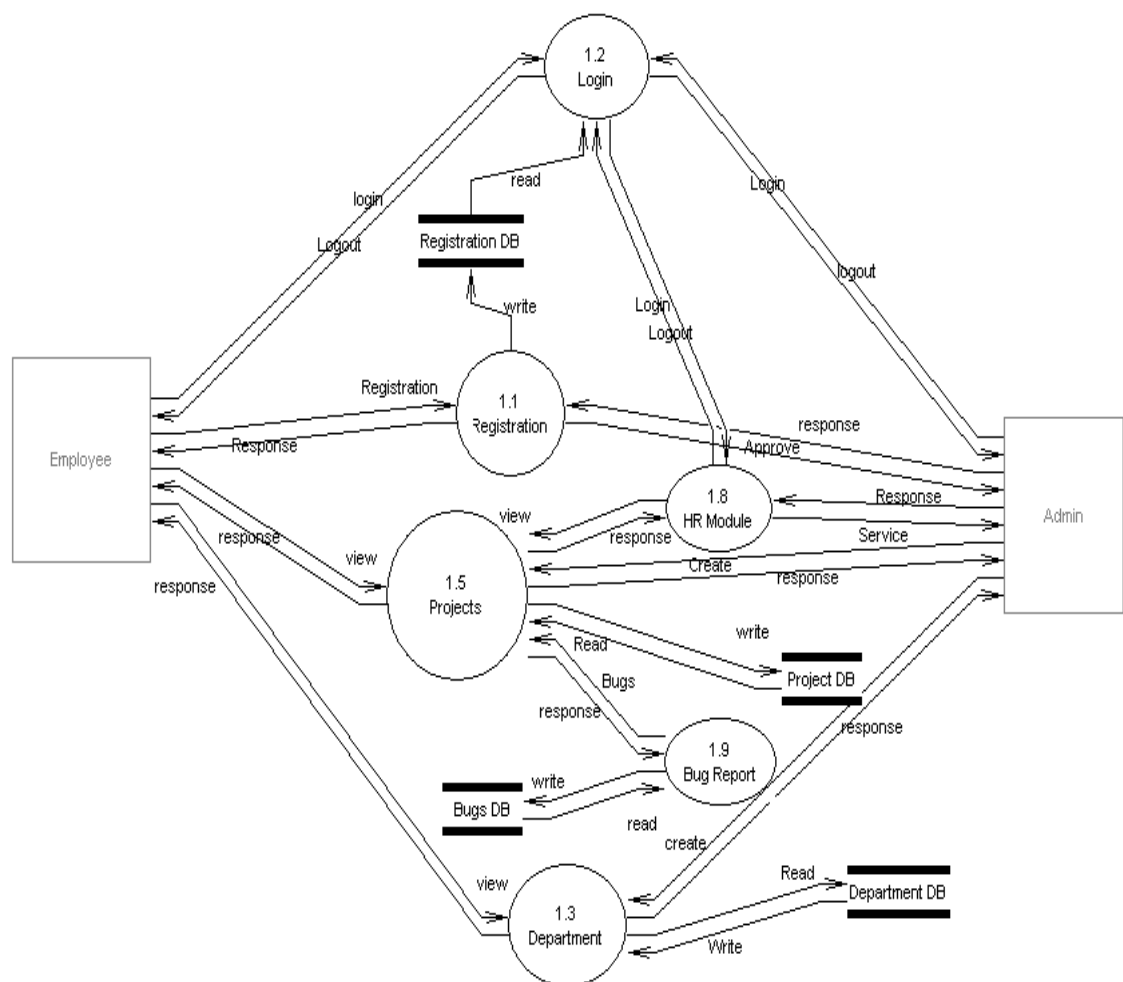 1.2
Login
login
Logout
read
Registration DB
write
Login
logout
Login
Logout
Employee
Registration
Response
1.1
Registration
response
Approve
Admin
1.8
HR Module
Response
Service
view
response
Create
response
response
view
response
1.5
Projects
write
Read
Project DB
Bugs
response
response
1.9
Bug Report
write
Bugs DB
read
create
view
1.3
Department
Read
Department DB
Write